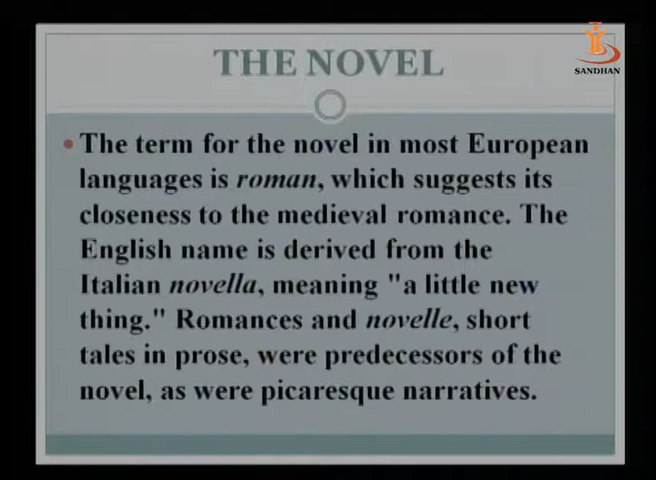 THE NOVEL
SANDHAN
The term for the novel in most European
languages is roman, which suggests its
closeness to the medieval romance. The
English name is derived from the
Italian novella, meaning "a little new
thing." Romances and novelle, short
tales in prose, were predecessors of the
novel, as were picaresque narratives.